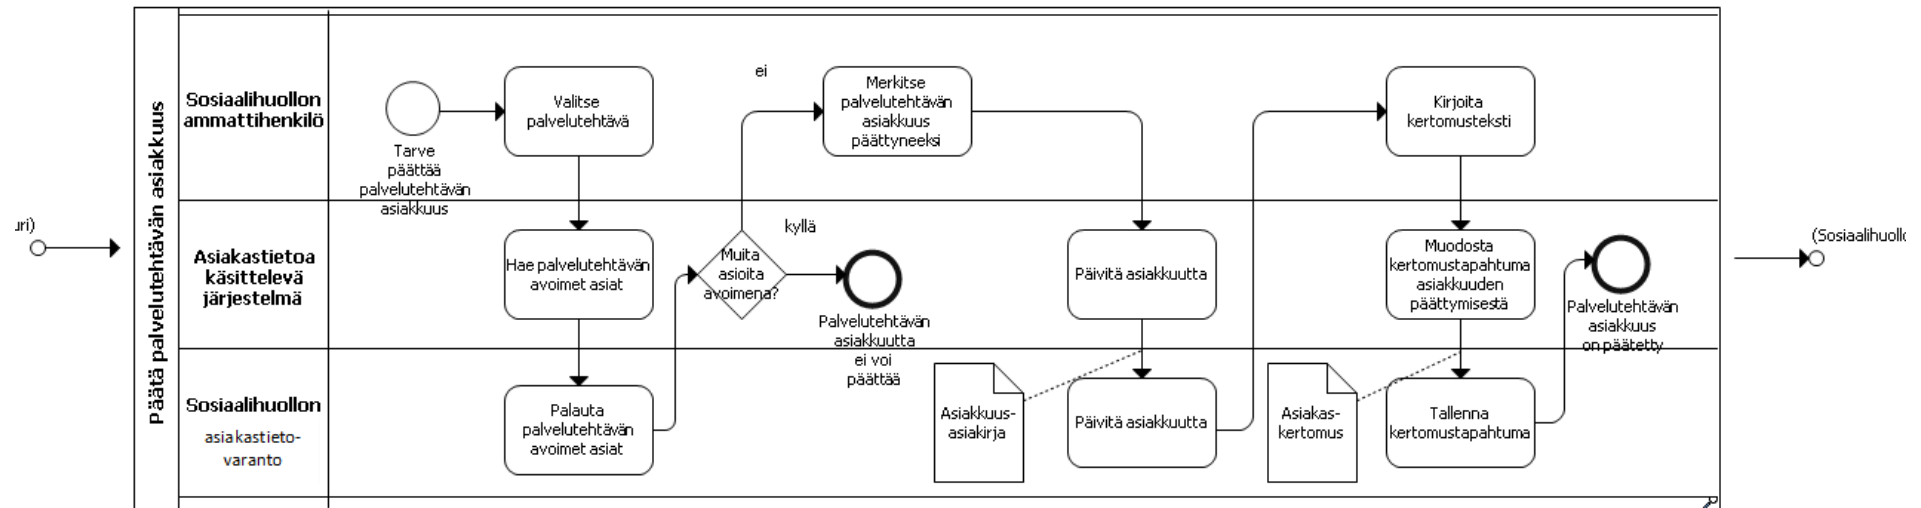 Päätä palvelutehtävän asiakkuus
Sosiaalihuollon
ammattihenkilö
Tarve
päättää
palvelutehtävän
asiakkuus
Valitse
palvelutehtävä
ei
Merkitse
palvelutehtävän
asiakkuus
päättyneeksi
Kirjoita
kertomusteksti
uri)
Asiakastietoa
käsittelevä
järjestelmä
Hae palvelutehtävän
avoimet asiat
Muita
asioita
avoimena?
kyllä
Palvelutehtävän
asiakkuutta
ei voi
päättää
Päivitä asiakkuutta
Muodosta
kertomustapahtuma
asiakkuuden
päättymisestä
Palvelutehtävän
asiakkuus
on päätetty
(Sosiaalihuollo
Sosiaalihuollon
asiakastieto-
varanto
Palauta
palvelutehtävän
avoimet asiat
Asiakkuus-
asiakirja
Päivitä asiakkuutta
Asiakas-
kertomus
Tallenna
kertomustapahtuma